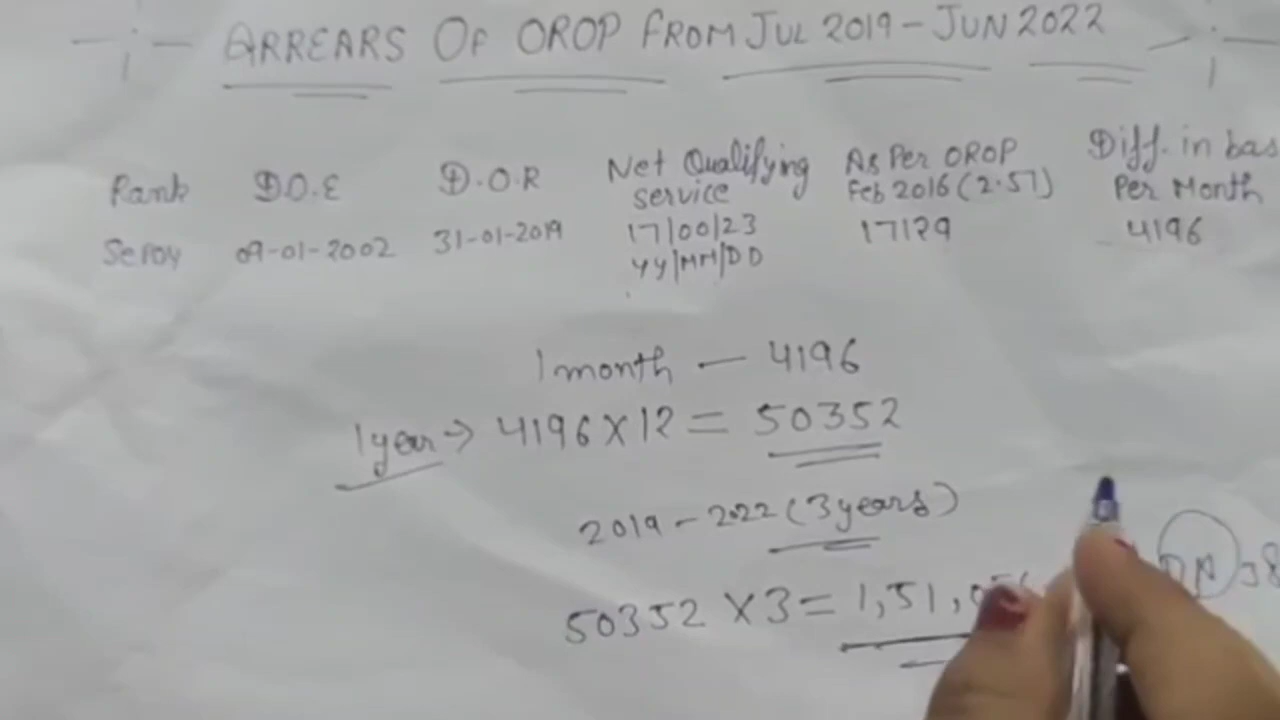 ARREARS OF OROP FROM JUL 2019 - JUN 2022
Rank D.O.E D.O.R Net Qualifying service As Per OROP Feb 2016 (2.57) Diff. in bas Per Month
Sepoy 09-01-2002 31-01-2019 17/00/23 17129 4196
YY/MM/DD
1 month — 4196
1 year → 4196 X 12 = 50352
2019 - 2022 (3 years)
50352 X 3 = 1,51,